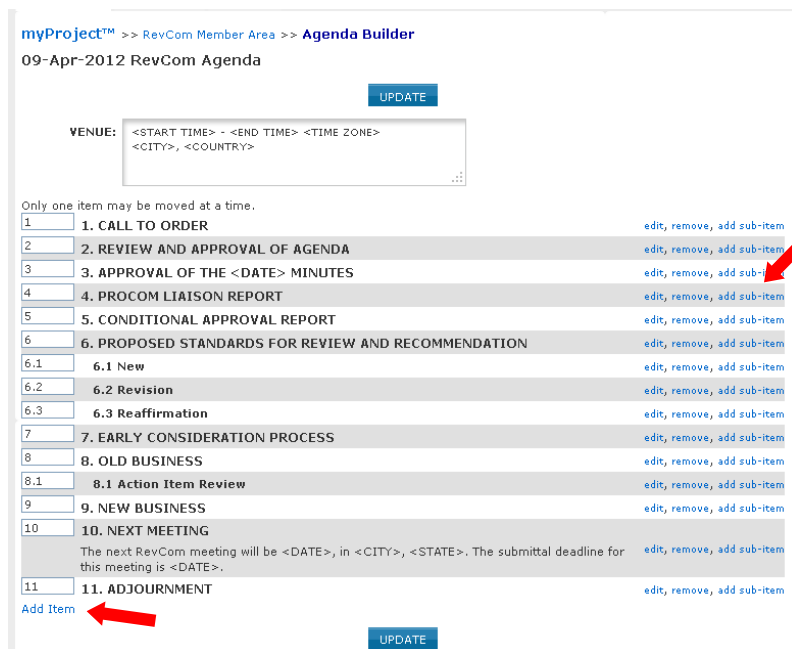 myProject™ >> RevCom Member Area >> Agenda Builder
09-Apr-2012 RevCom Agenda
UPDATE
VENUE: <START TIME> - <END TIME> <TIME ZONE>
<CITY>, <COUNTRY>
Only one item may be moved at a time.
1 1. CALL TO ORDER edit, remove, add sub-item
2 2. REVIEW AND APPROVAL OF AGENDA edit, remove, add sub-item
3 3. APPROVAL OF THE <DATE> MINUTES edit, remove, add sub-item
4 4. PROCOM LIAISON REPORT edit, remove, add sub-item
5 5. CONDITIONAL APPROVAL REPORT edit, remove, add sub-item
6 6. PROPOSED STANDARDS FOR REVIEW AND RECOMMENDATION edit, remove, add sub-item
6.1 6.1 New edit, remove, add sub-item
6.2 6.2 Revision edit, remove, add sub-item
6.3 6.3 Reaffirmation edit, remove, add sub-item
7 7. EARLY CONSIDERATION PROCESS edit, remove, add sub-item
8 8. OLD BUSINESS edit, remove, add sub-item
8.1 8.1 Action Item Review edit, remove, add sub-item
9 9. NEW BUSINESS edit, remove, add sub-item
10 10. NEXT MEETING
The next RevCom meeting will be <DATE>, in <CITY>, <STATE>. The submittal deadline for edit, remove, add sub-item
this meeting is <DATE>.
11 11. ADJOURNMENT edit, remove, add sub-item
Add Item
UPDATE